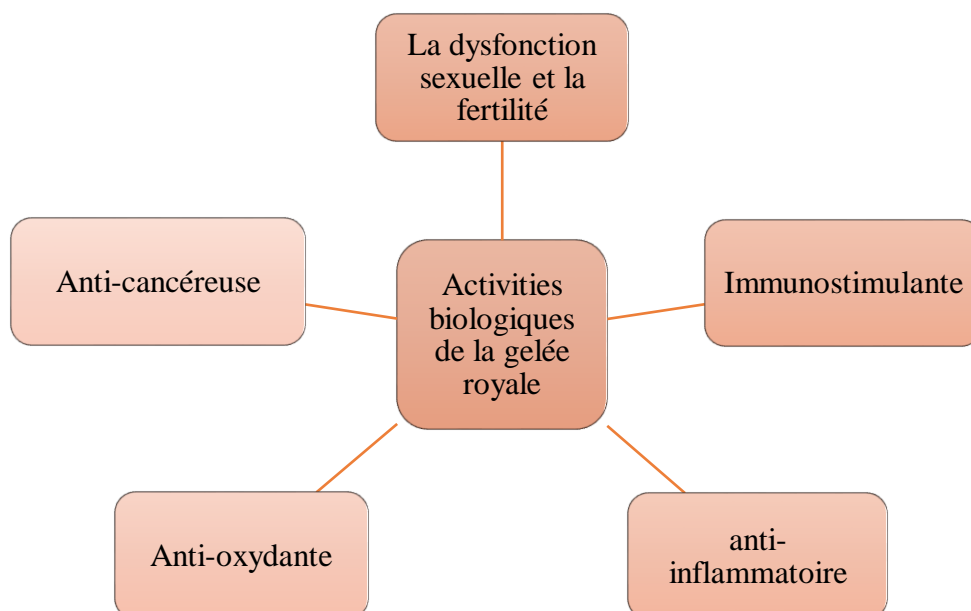 La dysfonction
sexuelle et la
fertilité
Anti-cancéreuse
Activities
biologiques
de la gelée
royale
Immunostimulante
Anti-oxydante
anti-
inflammatoire